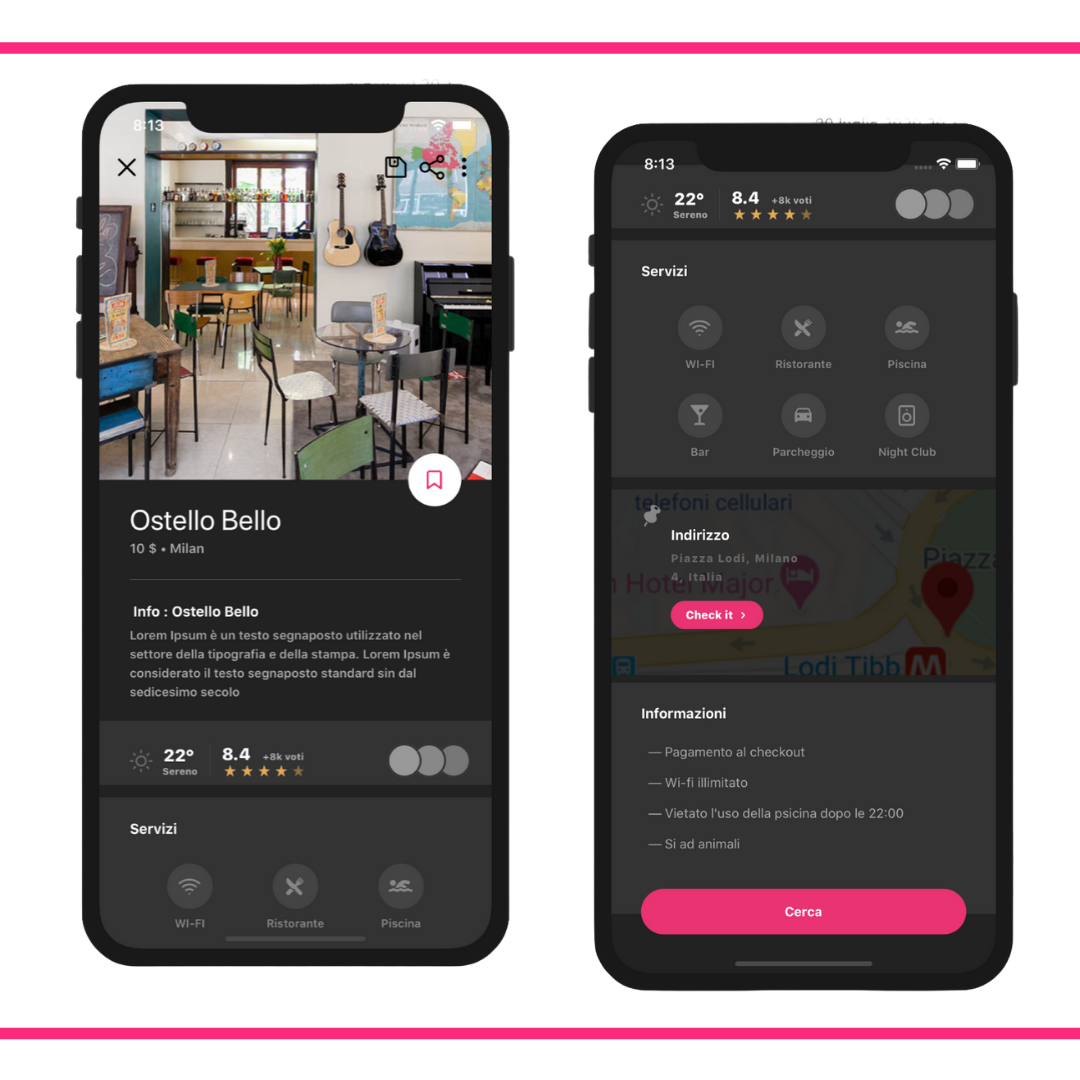 8:13
Ostello Bello
10 $ • Milan
Info : Ostello Bello
Lorem Ipsum è un testo segnaposto utilizzato nel
settore della tipografia e della stampa. Lorem Ipsum è
considerato il testo segnaposto standard sin dal
sedicesimo secolo
22°
Sereno
8.4 +8k voti
Servizi
WI-FI
Ristorante
Piscina
8:13
22°
Sereno
8.4 +8k voti
Servizi
WI-FI
Ristorante
Piscina
Bar
Parcheggio
Night Club
telefoni cellulari
Indirizzo
Piazza Lodi, Milano
4, Italia
Piazz
Hotel Major
Check it >
Lodi Tibb M
Informazioni
— Pagamento al checkout
— Wi-fi illimitato
— Vietato l'uso della psicina dopo le 22:00
— Si ad animali
Cerca